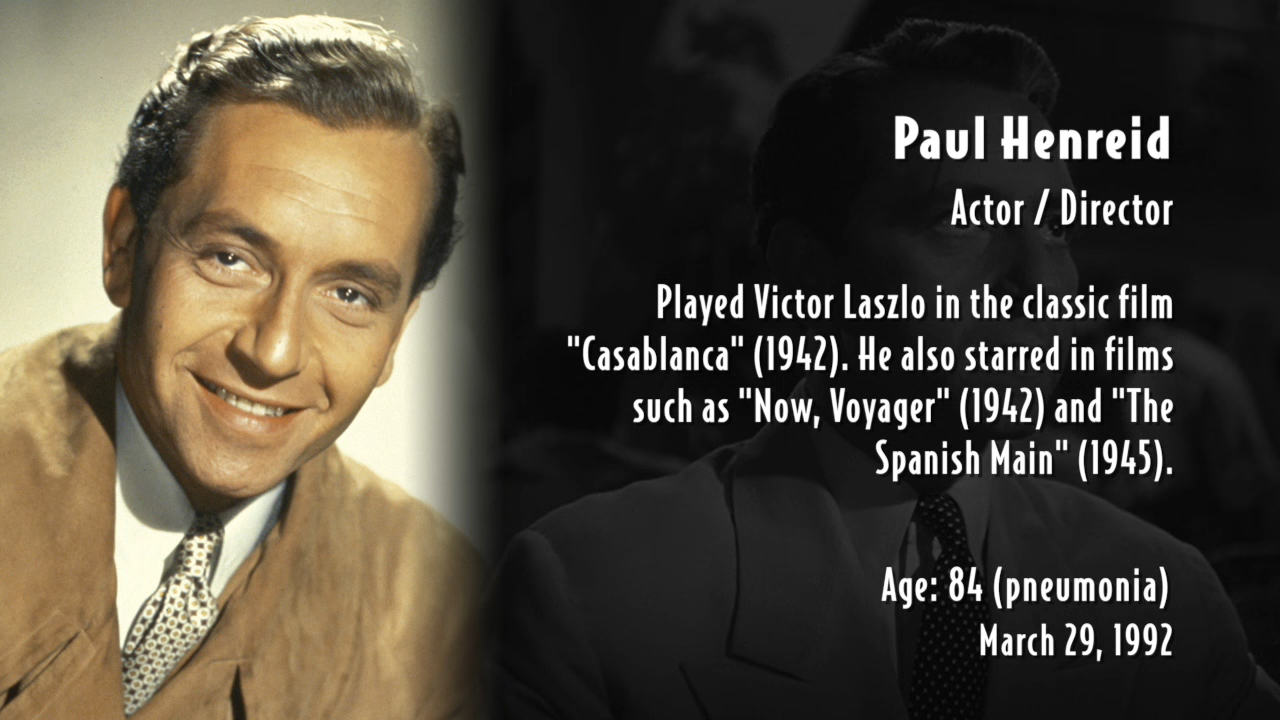 Paul Henreid
Actor / Director
Played Victor Laszlo in the classic film
"Casablanca" (1942). He also starred in films
such as "Now, Voyager" (1942) and "The
Spanish Main" (1945).
Age: 84 (pneumonia)
March 29, 1992